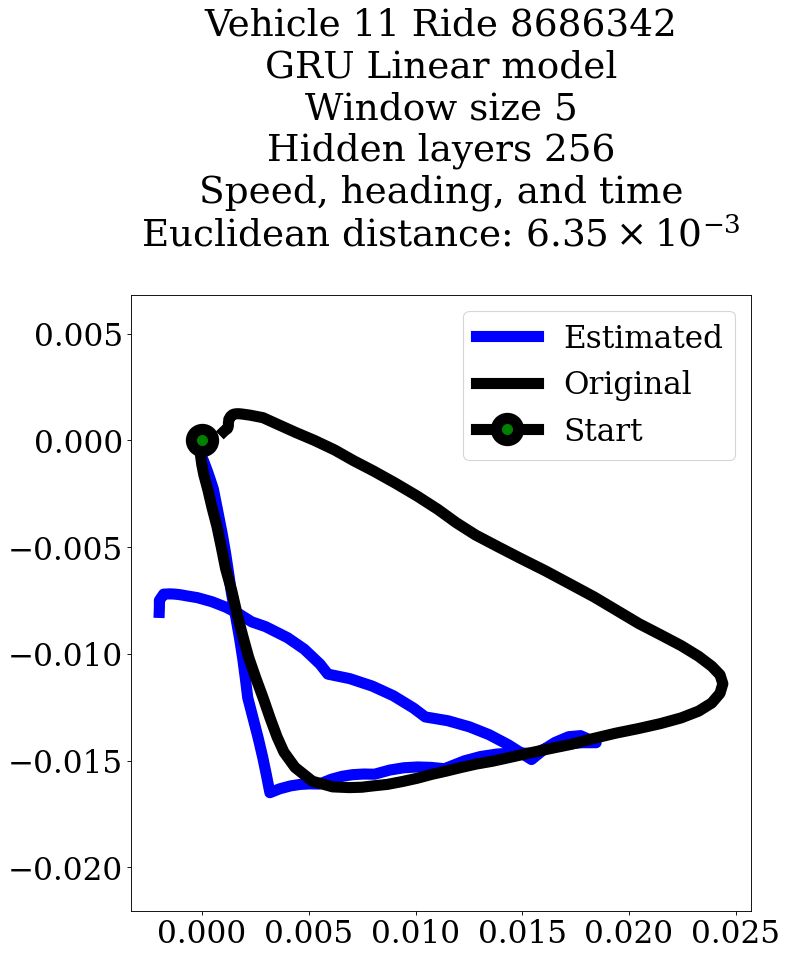 Vehicle 11 Ride 8686342
GRU Linear model
Window size 5
Hidden layers 256
Speed, heading, and time
Euclidean distance: 6.35 × 10⁻³
Estimated
Original
Start
0.005
0.000
−0.005
−0.010
−0.015
−0.020
0.000 0.005 0.010 0.015 0.020 0.025